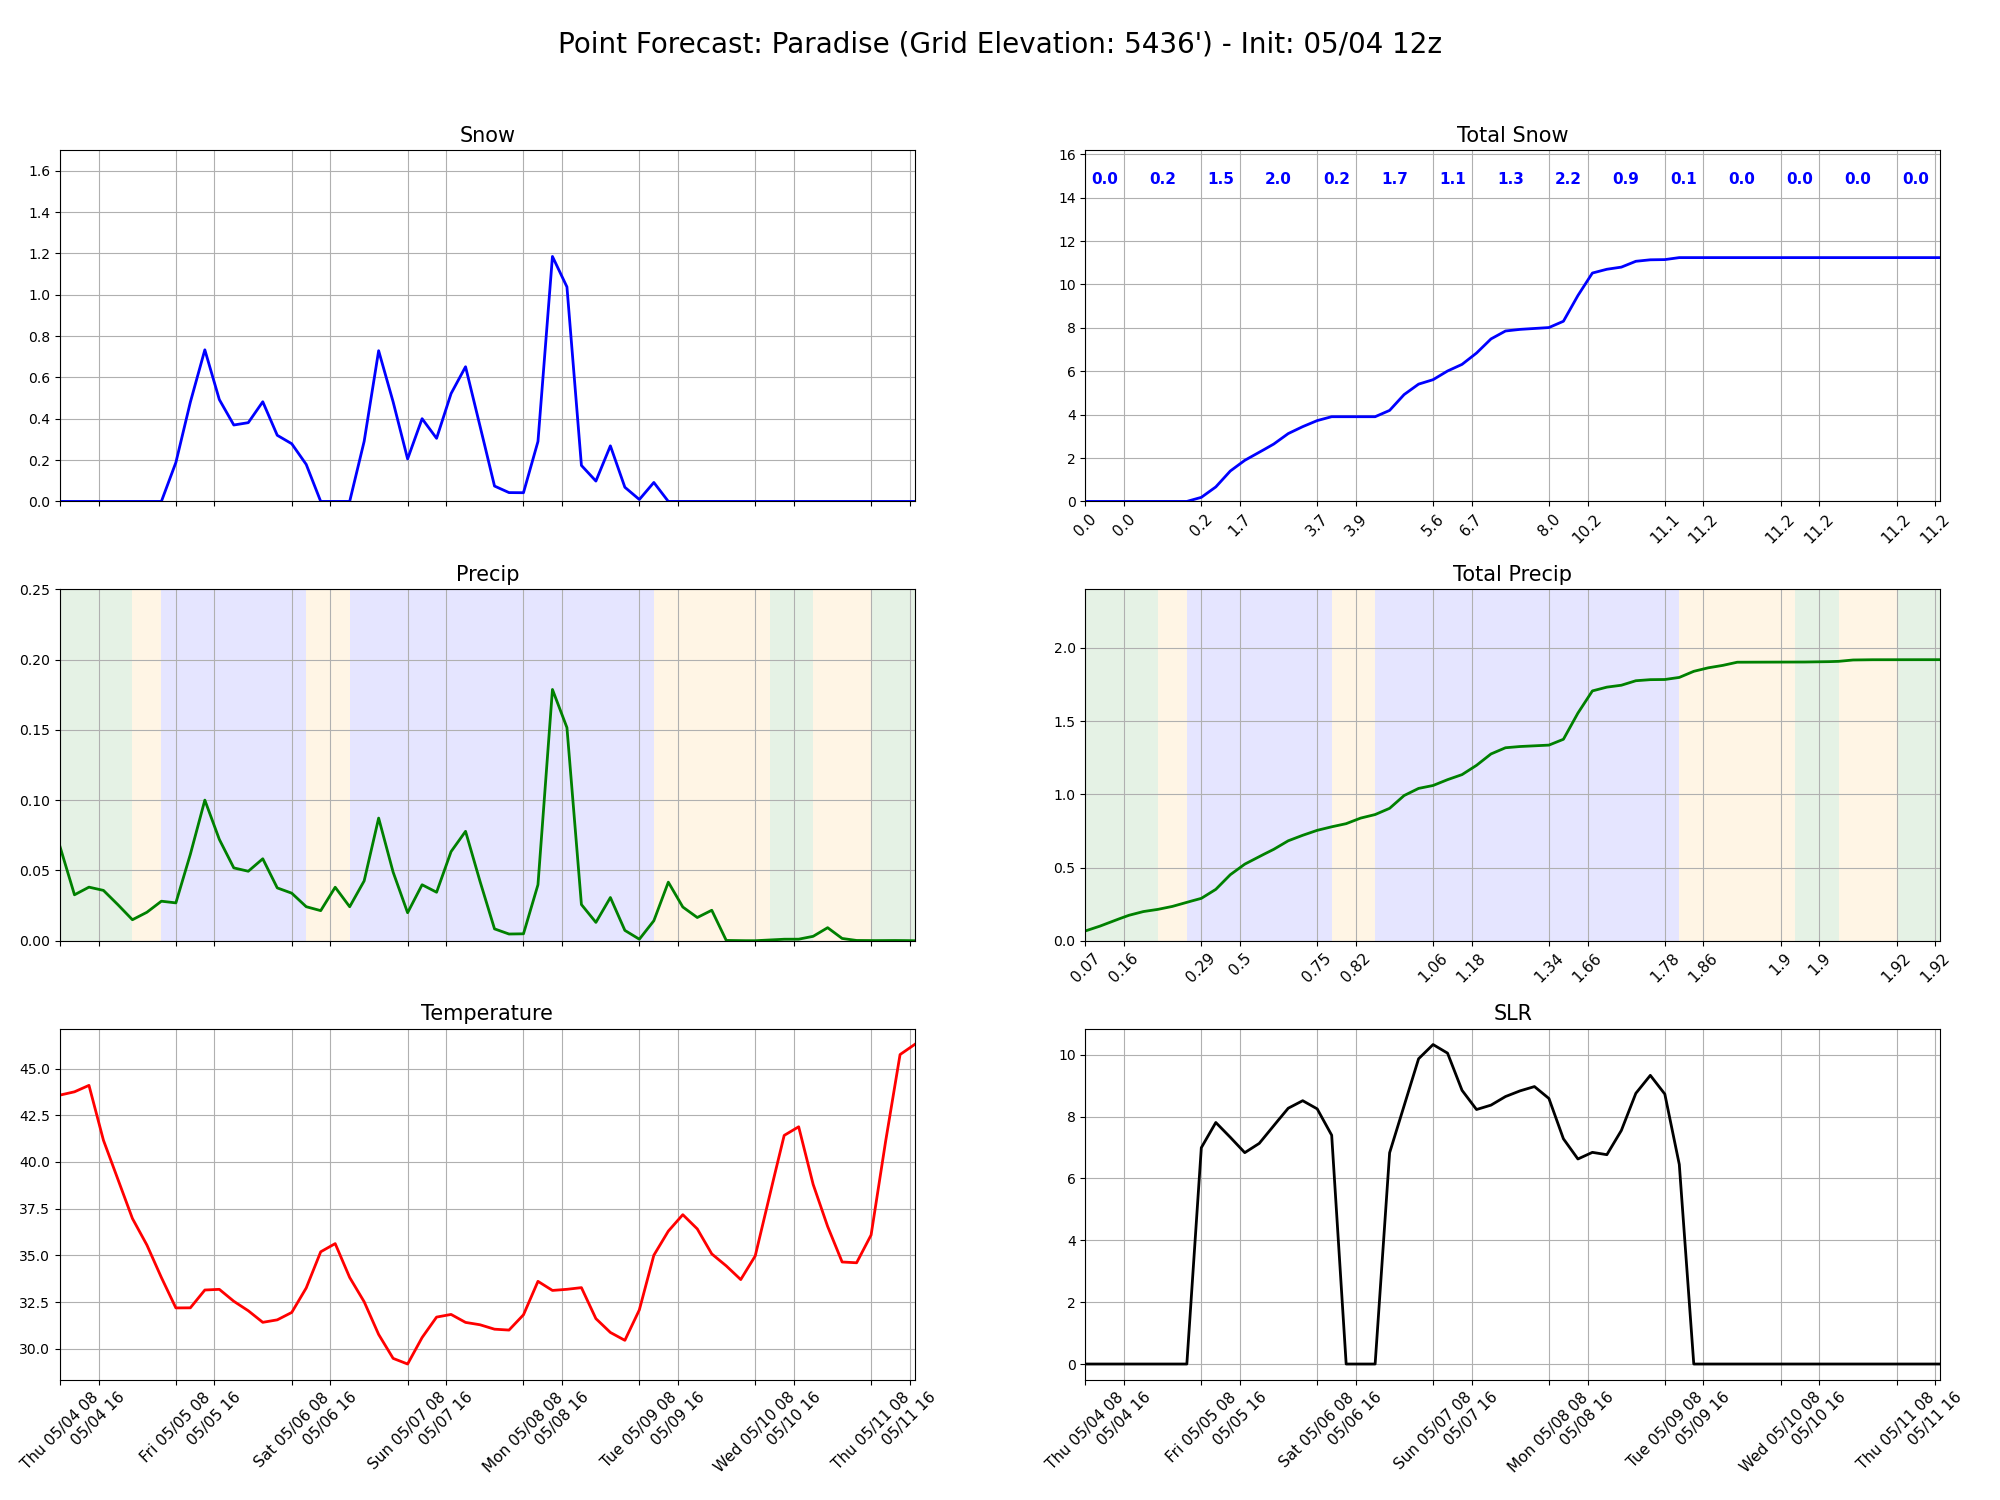 Point Forecast: Paradise (Grid Elevation: 5436') - Init: 05/04 12z
Snow
1.6
1.4
1.2
1.0
0.8
0.6
0.4
0.2
0.0
Total Snow
16
14
12
10
8
6
4
2
0
0.0 0.2 1.5 2.0 0.2 1.7 1.1 1.3 2.2 0.9 0.1 0.0 0.0 0.0 0.0
0.0 0.0 0.2 1.7 3.7 3.9 5.6 6.7 8.0 10.2 11.1 11.2 11.2 11.2 11.2 11.2
Precip
0.25
0.20
0.15
0.10
0.05
0.00
Total Precip
2.0
1.5
1.0
0.5
0.0
0.07 0.16 0.29 0.5 0.75 0.82 1.06 1.18 1.34 1.66 1.78 1.86 1.9 1.9 1.92 1.92
Temperature
45.0
42.5
40.0
37.5
35.0
32.5
30.0
Thu 05/04 08
05/04 16
Fri 05/05 08
05/05 16
Sat 05/06 08
05/06 16
Sun 05/07 08
05/07 16
Mon 05/08 08
05/08 16
Tue 05/09 08
05/09 16
Wed 05/10 08
05/10 16
Thu 05/11 08
05/11 16
SLR
10
8
6
4
2
0
Thu 05/04 08
05/04 16
Fri 05/05 08
05/05 16
Sat 05/06 08
05/06 16
Sun 05/07 08
05/07 16
Mon 05/08 08
05/08 16
Tue 05/09 08
05/09 16
Wed 05/10 08
05/10 16
Thu 05/11 08
05/11 16